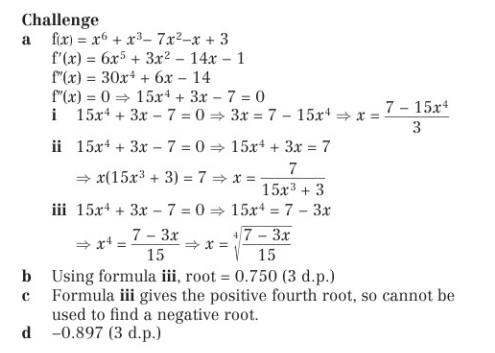 Challenge
a f(x) = x⁶ + x³– 7x²–x + 3
f′(x) = 6x⁵ + 3x² – 14x – 1
f″(x) = 30x⁴ + 6x – 14
f″(x) = 0 ⇒ 15x⁴ + 3x – 7 = 0
i 15x⁴ + 3x – 7 = 0 ⇒ 3x = 7 – 15x⁴ ⇒ x = (7 – 15x⁴)/3
ii 15x⁴ + 3x – 7 = 0 ⇒ 15x⁴ + 3x = 7
⇒ x(15x³ + 3) = 7 ⇒ x = 7/(15x³ + 3)
iii 15x⁴ + 3x – 7 = 0 ⇒ 15x⁴ = 7 – 3x
⇒ x⁴ = (7 – 3x)/15 ⇒ x = ⁴√((7 – 3x)/15)
b Using formula iii, root = 0.750 (3 d.p.)
c Formula iii gives the positive fourth root, so cannot be
used to find a negative root.
d –0.897 (3 d.p.)